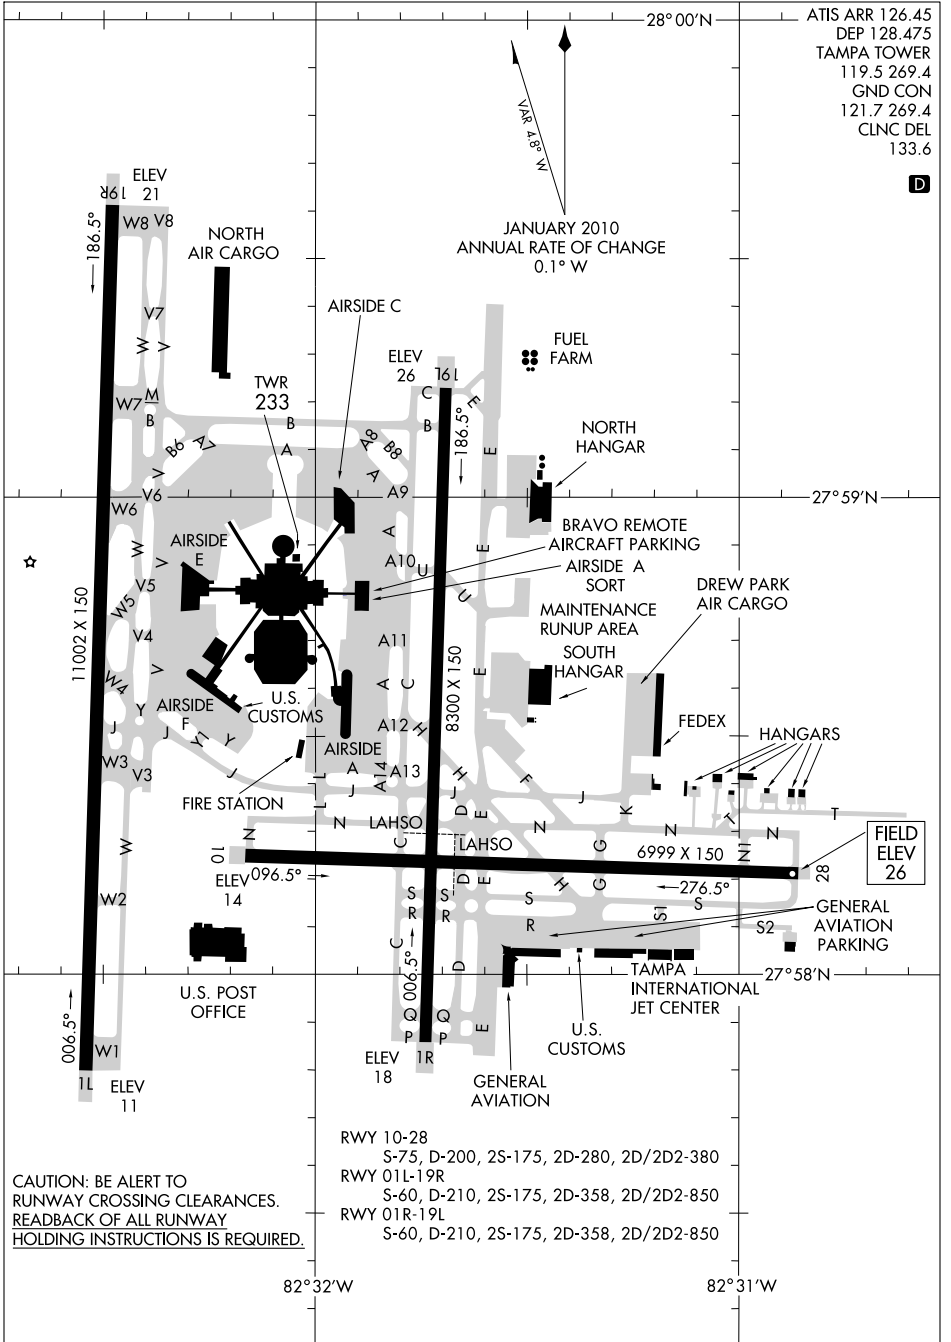 28°00'N
ATIS ARR 126.45
DEP 128.475
TAMPA TOWER
119.5 269.4
GND CON
121.7 269.4
CLNC DEL
133.6
D
VAR 4.8° W
JANUARY 2010
ANNUAL RATE OF CHANGE
0.1° W
19R
ELEV
21
186.5°
W8
V8
NORTH
AIR CARGO
AIRSIDE C
V7
W
V
FUEL
FARM
ELEV
26
19L
C
E
TWR
233
W7
M
B
B
B
A
B6
A7
A8
B8
A
186.5°
E
NORTH
HANGAR
V
V6
A9
27°59'N
W6
A
BRAVO REMOTE
AIRCRAFT PARKING
AIRSIDE A
SORT
W
V
AIRSIDE
E
A10
U
E
U
V5
W5
DREW PARK
AIR CARGO
11002 X 150
MAINTENANCE
RUNUP AREA
V4
A11
SOUTH
HANGAR
E
V
W4
A
C
8300 X 150
U.S.
CUSTOMS
AIRSIDE
F
Y
J
J
Y1
Y
A12
H
FEDEX
HANGARS
AIRSIDE
W3
V3
J
L
A
A14
A13
H
F
FIRE STATION
L
J
J
D
E
J
K
T
T
N
N
LAHSO
C
LAHSO
N
G
N
N1
N
W
10
6999 X 150
FIELD
ELEV
26
ELEV
14
096.5°
D
E
H
G
276.5°
28
W2
S
S
R
R
S
R
S1
S
S2
GENERAL
AVIATION
PARKING
C
D
006.5°
27°58'N
U.S. POST
OFFICE
TAMPA
INTERNATIONAL
JET CENTER
U.S.
CUSTOMS
006.5°
Q
Q
E
P
P
W1
1R
ELEV
18
1L
ELEV
11
GENERAL
AVIATION
RWY 10-28
S-75, D-200, 2S-175, 2D-280, 2D/2D2-380
RWY 01L-19R
S-60, D-210, 2S-175, 2D-358, 2D/2D2-850
RWY 01R-19L
S-60, D-210, 2S-175, 2D-358, 2D/2D2-850
CAUTION: BE ALERT TO
RUNWAY CROSSING CLEARANCES.
READBACK OF ALL RUNWAY
HOLDING INSTRUCTIONS IS REQUIRED.
82°32'W
82°31'W